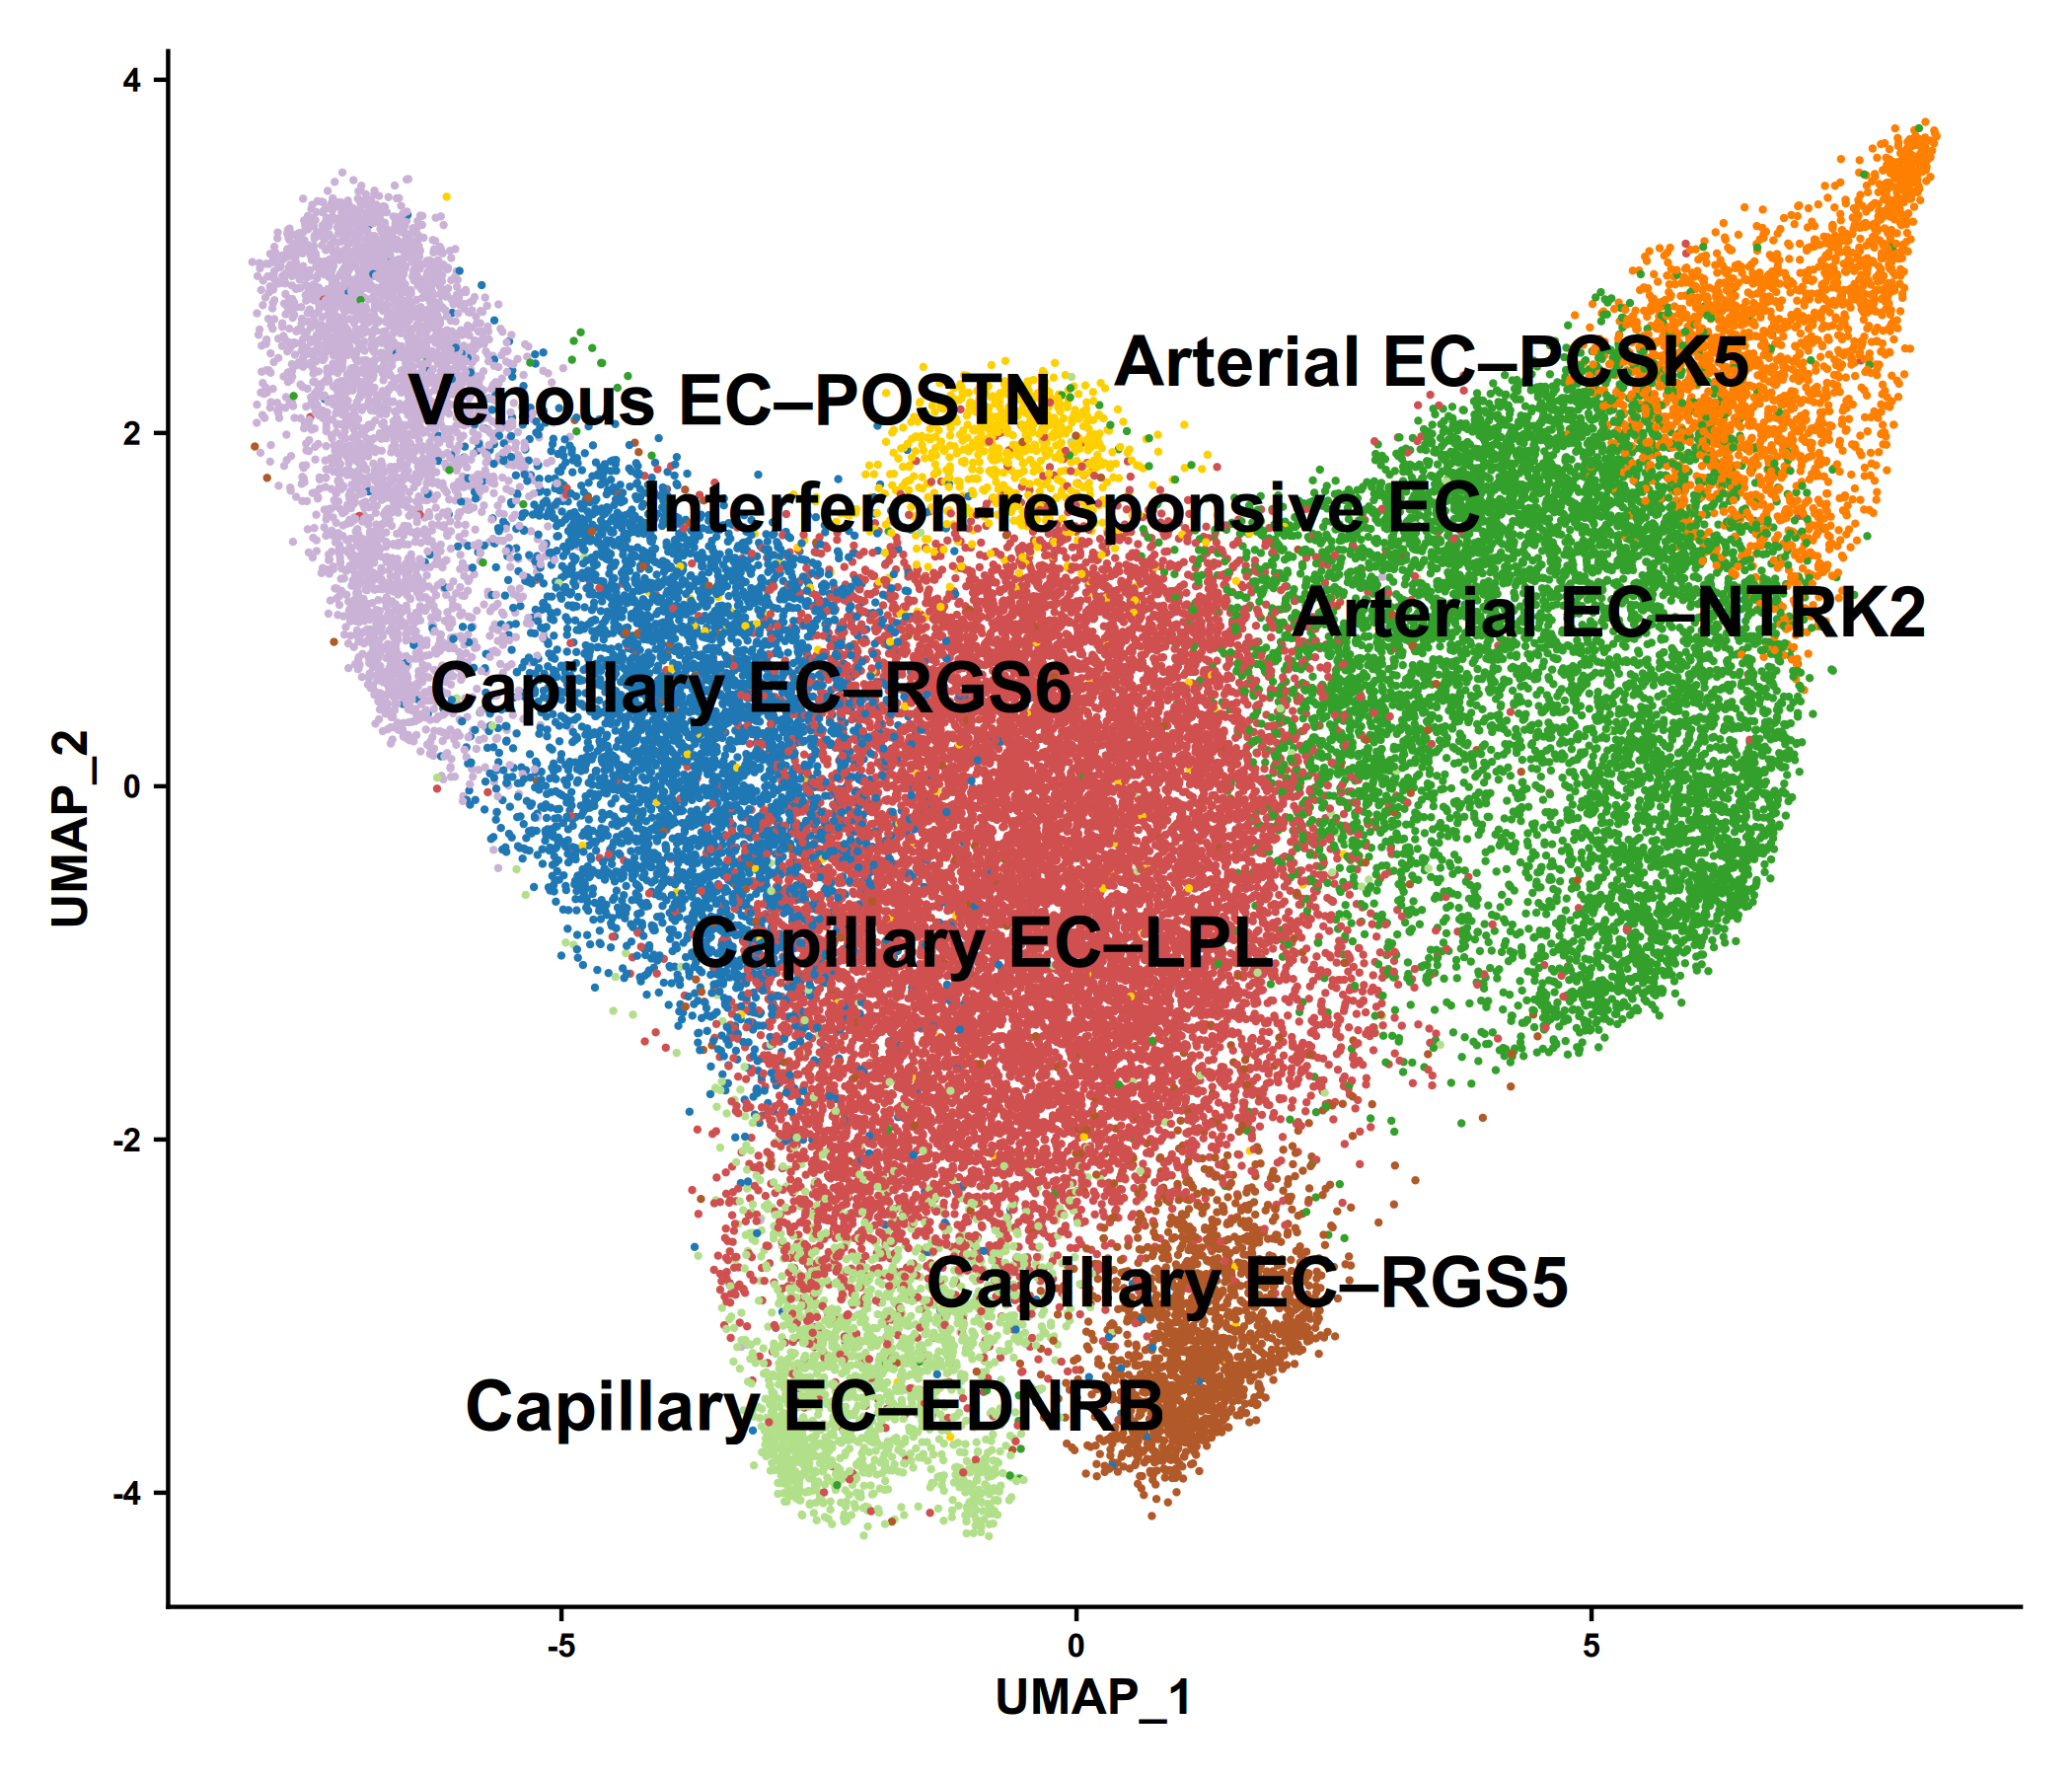 4
Arterial EC–PCSK5
Venous EC–POSTN
2
Interferon-responsive EC
Arterial EC–NTRK2
Capillary EC–RGS6
UMAP_2
0
Capillary EC–LPL
-2
Capillary EC–RGS5
Capillary EC–EDNRB
-4
-5 0 5
UMAP_1